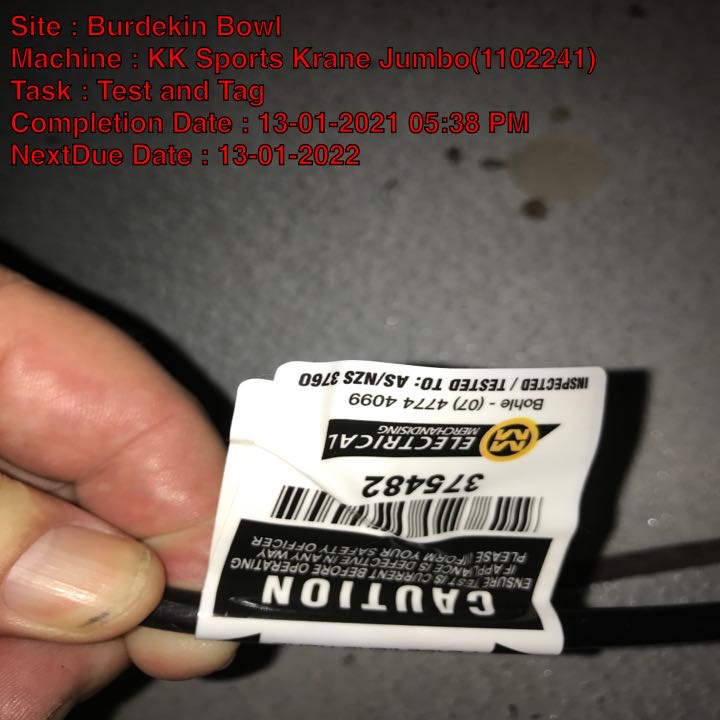 Site : Burdekin Bowl
Machine : KK Sports Krane Jumbo(1102241)
Task : Test and Tag
Completion Date : 13-01-2021 05:38 PM
NextDue Date : 13-01-2022
CAUTION
ENSURE TEST IS CURRENT BEFORE OPERATING
IF APPLIANCE IS DEFECTIVE IN ANY WAY
PLEASE INFORM YOUR SAFETY OFFICER
375482
MM ELECTRICAL
MERCHANDISING
Bohle - (07) 4774 4099
INSPECTED / TESTED TO: AS/NZS 3760